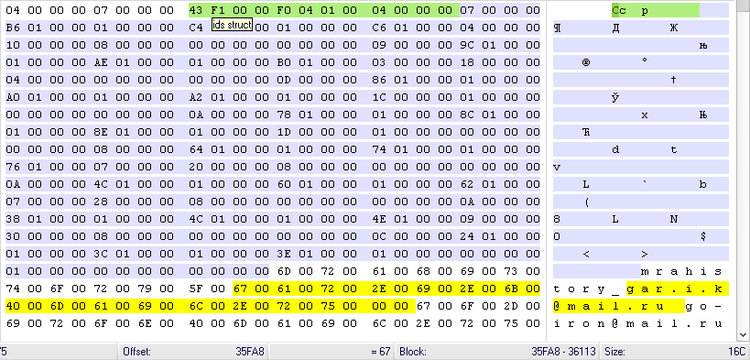 04 00 00 00 07 00 00 00 43 F1 00 00 F0 04 01 00 04 00 00 00 07 00 00 00 Cс р
B6 01 00 00 01 00 00 00 C4 ids struct 01 00 00 00 C6 01 00 00 04 00 00 00 ¶ Д Ж
10 00 00 00 08 00 00 00 00 00 00 00 00 00 00 00 09 00 00 00 9C 01 00 00 њ
01 00 00 00 AE 01 00 00 01 00 00 00 B0 01 00 00 03 00 00 00 18 00 00 00 ® °
04 00 00 00 00 00 00 00 00 00 00 00 0D 00 00 00 86 01 00 00 01 00 00 00 †
A0 01 00 00 01 00 00 00 A2 01 00 00 01 00 00 00 1C 01 00 00 01 00 00 00 ў
00 00 00 00 00 00 00 00 0A 00 00 00 78 01 00 00 01 00 00 00 8C 01 00 00 x Њ
01 00 00 00 8E 01 00 00 01 00 00 00 1D 00 00 00 00 00 00 00 00 00 00 00 Ћ
00 00 00 00 08 00 00 00 64 01 00 00 01 00 00 00 74 01 00 00 01 00 00 00 d t
76 01 00 00 07 00 00 00 20 00 00 00 08 00 00 00 00 00 00 00 00 00 00 00 v
0A 00 00 00 4C 01 00 00 01 00 00 00 60 01 00 00 01 00 00 00 62 01 00 00 L ` b
07 00 00 00 28 00 00 00 08 00 00 00 00 00 00 00 00 00 00 00 0A 00 00 00 (
38 01 00 00 01 00 00 00 4C 01 00 00 01 00 00 00 4E 01 00 00 09 00 00 00 8 L N
30 00 00 00 08 00 00 00 00 00 00 00 00 00 00 00 0C 00 00 00 24 01 00 00 0 $
01 00 00 00 3C 01 00 00 01 00 00 00 3E 01 00 00 01 00 00 00 00 00 00 00 < >
01 00 00 00 00 00 00 00 00 00 00 00 6D 00 72 00 61 00 68 00 69 00 73 00 mrahis
74 00 6F 00 72 00 79 00 5F 00 67 00 61 00 72 00 2E 00 69 00 2E 00 6B 00 tory_gar.i.k
40 00 6D 00 61 00 69 00 6C 00 2E 00 72 00 75 00 00 00 67 00 6F 00 2D 00 @mail.ru go-
69 00 72 00 6F 00 6E 00 40 00 6D 00 61 00 69 00 6C 00 2E 00 72 00 75 00 iron@mail.ru
75 Offset: 35FA8 = 67 Block: 35FA8 - 36113 Size: 16C